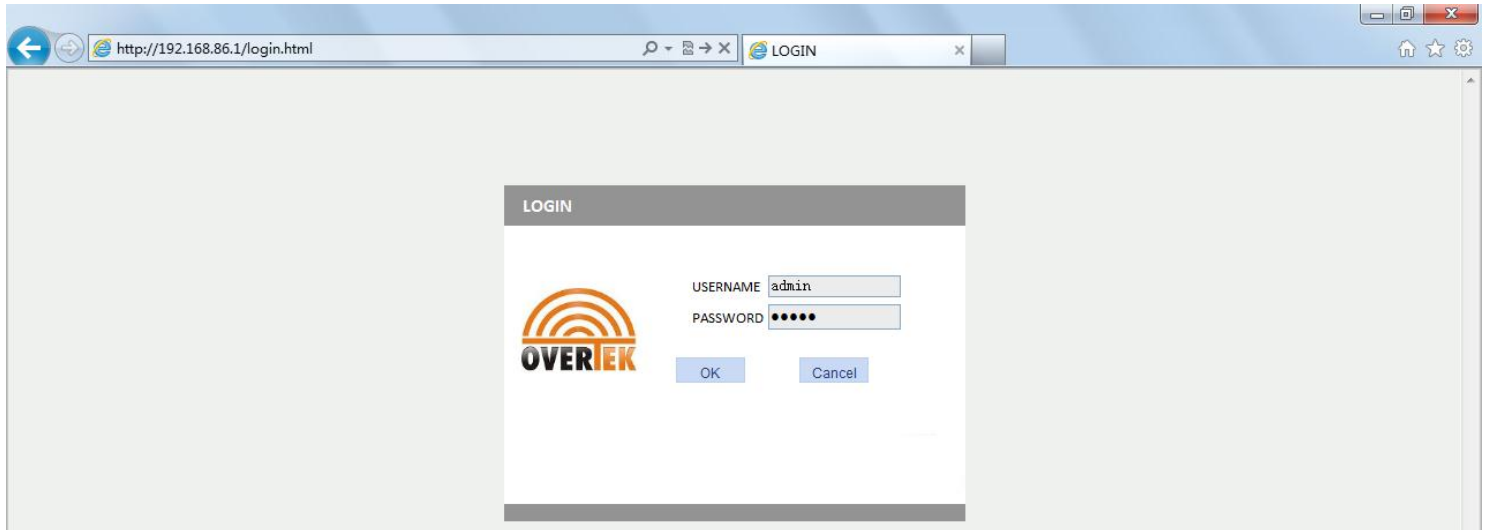 http://192.168.86.1/login.html
LOGIN
LOGIN
USERNAME admin
PASSWORD •••••
OVERTEK
OK Cancel